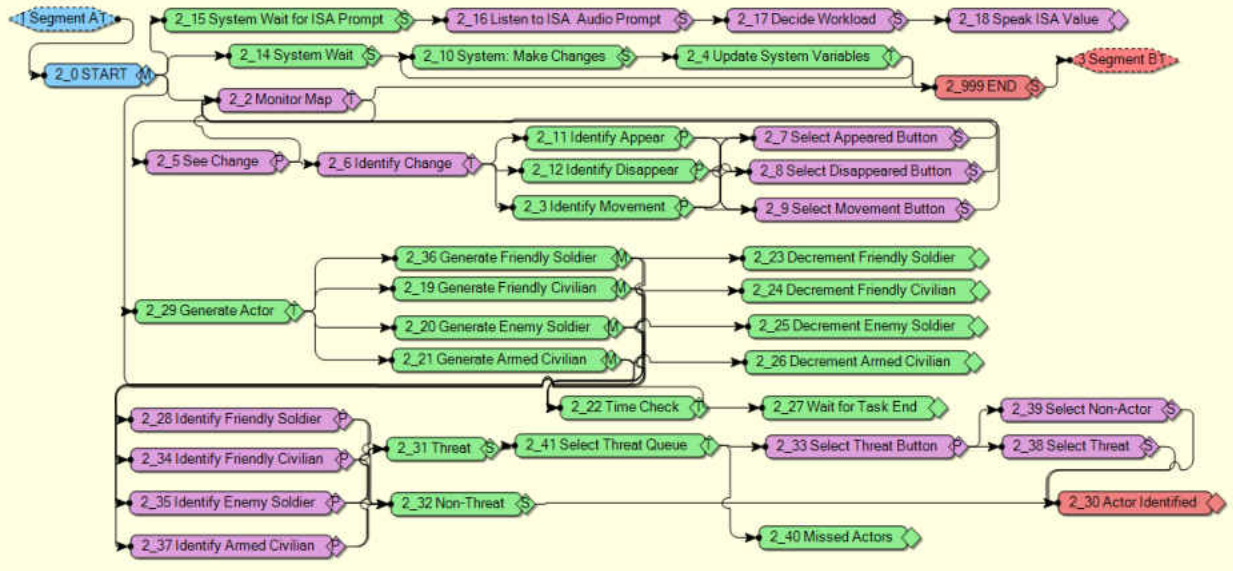 1 Segment AT
2_15 System Wait for ISA Prompt S
2_16 Listen to ISA Audio Prompt S
2_17 Decide Workload S
2_18 Speak ISA Value
2_0 START M
2_14 System Wait S
2_10 System: Make Changes S
2_4 Update System Variables T
3 Segment BT
2_2 Monitor Map T
2_999 END S
2_5 See Change P
2_6 Identify Change T
2_11 Identify Appear P
2_7 Select Appeared Button S
2_12 Identify Disappear P
2_8 Select Disappeared Button S
2_3 Identify Movement P
2_9 Select Movement Button S
2_36 Generate Friendly Soldier M
2_23 Decrement Friendly Soldier
2_19 Generate Friendly Civilian M
2_24 Decrement Friendly Civilian
2_29 Generate Actor T
2_20 Generate Enemy Soldier M
2_25 Decrement Enemy Soldier
2_21 Generate Armed Civilian M
2_26 Decrement Armed Civilian
2_22 Time Check T
2_27 Wait for Task End
2_28 Identify Friendly Soldier P
2_39 Select Non-Actor S
2_31 Threat S
2_41 Select Threat Queue T
2_33 Select Threat Button P
2_38 Select Threat S
2_34 Identify Friendly Civilian P
2_35 Identify Enemy Soldier P
2_32 Non-Threat S
2_30 Actor Identified
2_37 Identify Armed Civilian P
2_40 Missed Actors